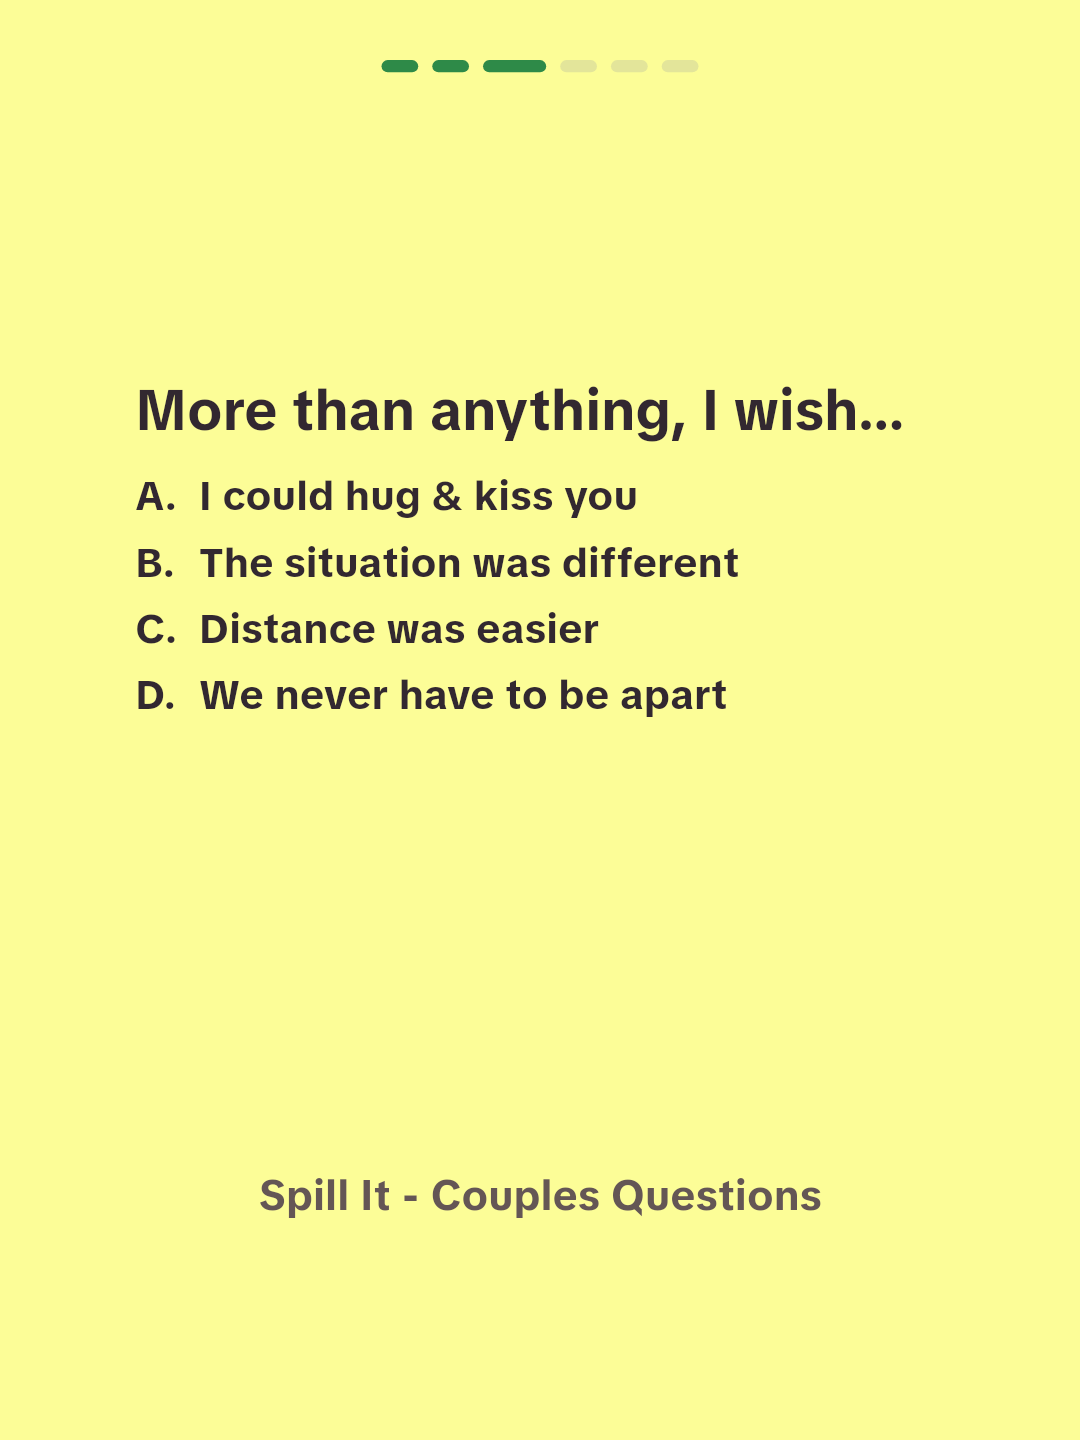 More than anything, I wish...
A. I could hug & kiss you
B. The situation was different
C. Distance was easier
D. We never have to be apart
Spill It - Couples Questions